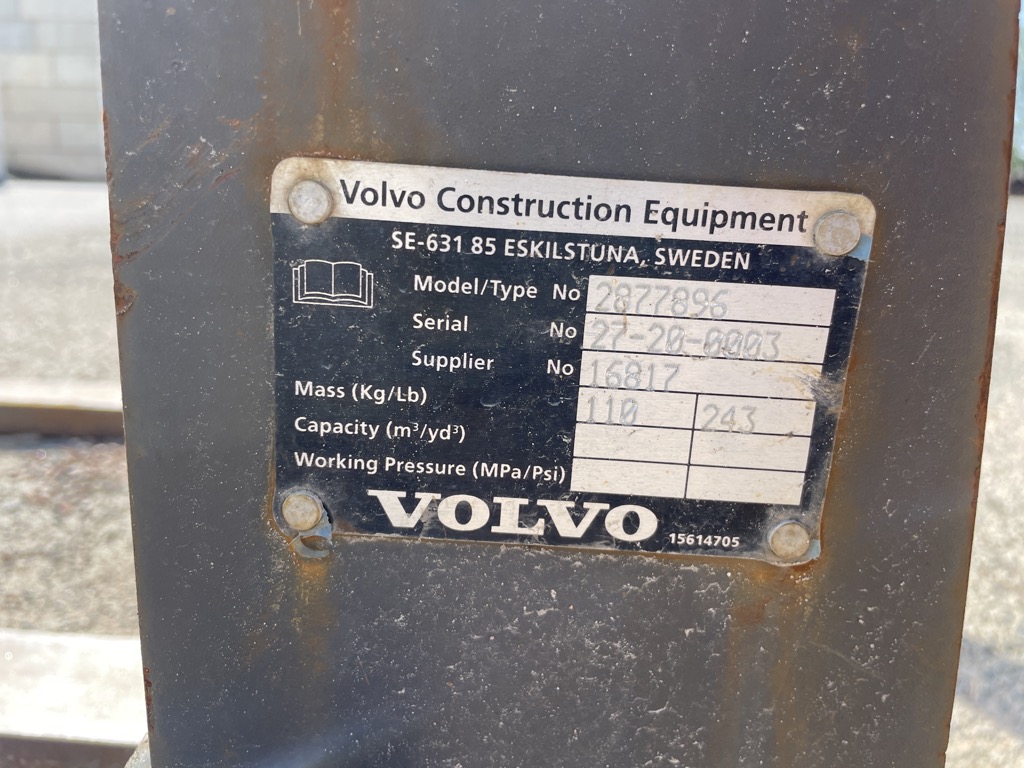 Volvo Construction Equipment
SE-631 85 ESKILSTUNA, SWEDEN
Model/Type No 2877896
Serial No 27-20-0003
Supplier No 16817
Mass (Kg/Lb) 110 243
Capacity (m³/yd³)
Working Pressure (MPa/Psi)
VOLVO 15614705